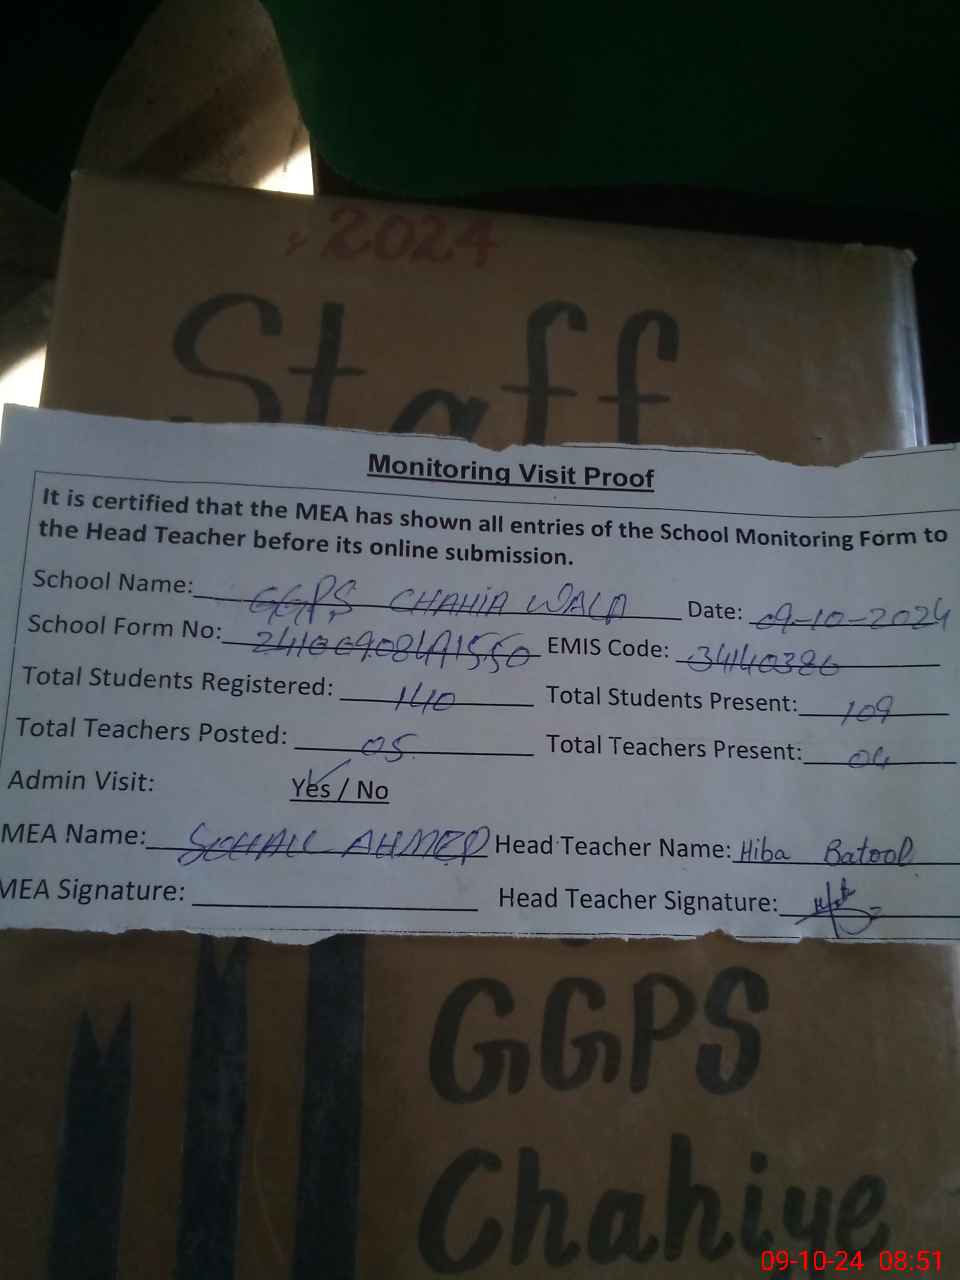 2024
Staff
Monitoring Visit Proof
It is certified that the MEA has shown all entries of the School Monitoring Form to
the Head Teacher before its online submission.
School Name: GGPS CHAHIA WALA Date: 09-10-2024
School Form No: EMIS Code: 34140386
Total Students Registered: 140 Total Students Present: 109
Total Teachers Posted: 05 Total Teachers Present: 04
Admin Visit: Yes / No
MEA Name: SOHAIL AHMED Head Teacher Name: Hiba Batool
MEA Signature: Head Teacher Signature:
GGPS
Chahiye
09-10-24 08:51